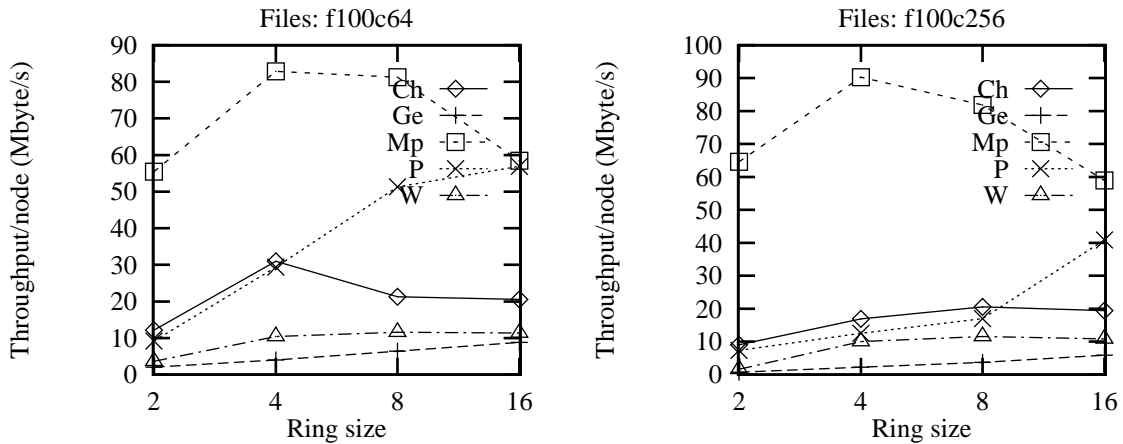 Files: f100c64
Throughput/node (Mbyte/s)
90
80
70
60
50
40
30
20
10
0
Ch
Ge
Mp
P
W
2
4
8
16
Ring size
Files: f100c256
Throughput/node (Mbyte/s)
100
90
80
70
60
50
40
30
20
10
0
Ch
Ge
Mp
P
W
2
4
8
16
Ring size